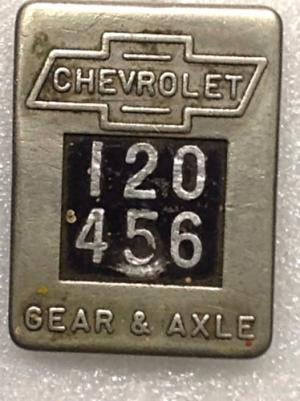 CHEVROLET
120
456
GEAR & AXLE